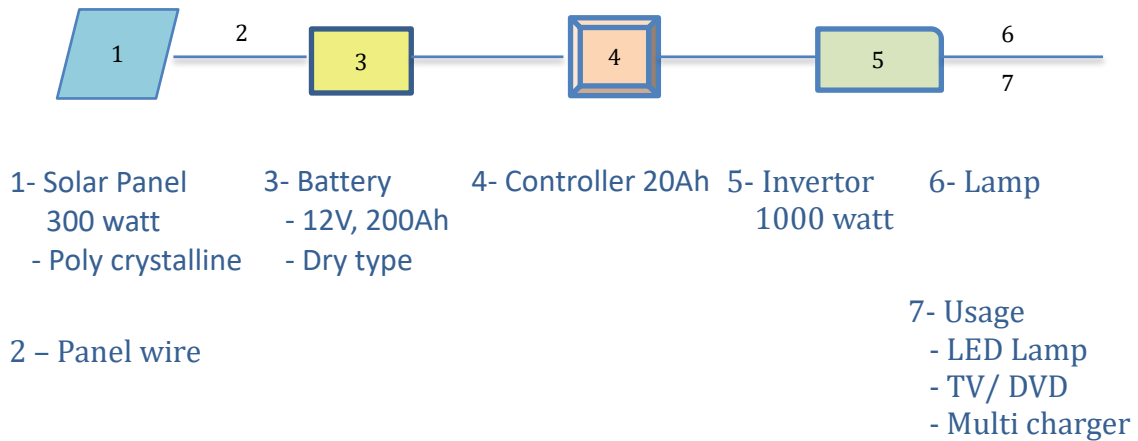 1
2
3
4
5
6
7
1- Solar Panel
300 watt
- Poly crystalline
3- Battery
- 12V, 200Ah
- Dry type
4- Controller 20Ah
5- Invertor
1000 watt
6- Lamp
2 – Panel wire
7- Usage
- LED Lamp
- TV/ DVD
- Multi charger